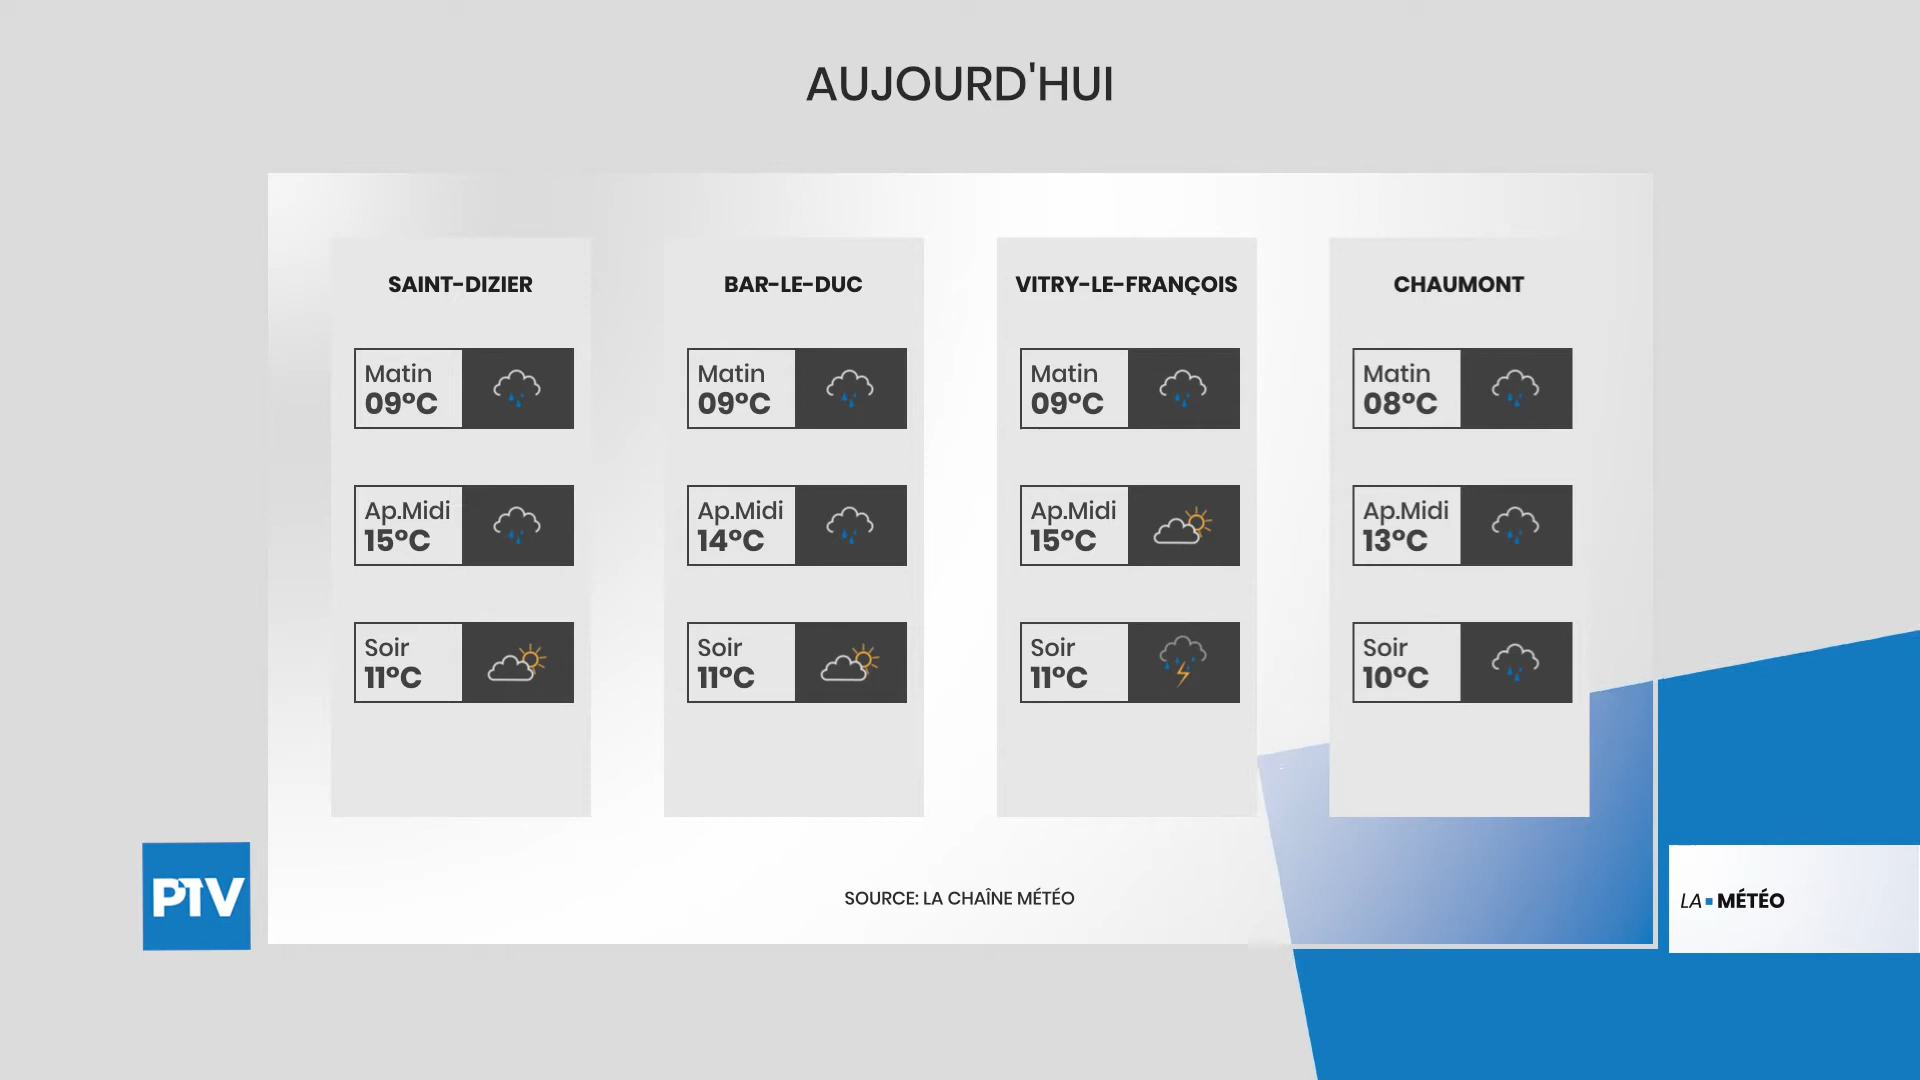 AUJOURD'HUI
SAINT-DIZIER
Matin
09°C
Ap.Midi
15°C
Soir
11°C
BAR-LE-DUC
Matin
09°C
Ap.Midi
14°C
Soir
11°C
VITRY-LE-FRANÇOIS
Matin
09°C
Ap.Midi
15°C
Soir
11°C
CHAUMONT
Matin
08°C
Ap.Midi
13°C
Soir
10°C
SOURCE: LA CHAÎNE MÉTÉO
PTV
LA▪MÉTÉO